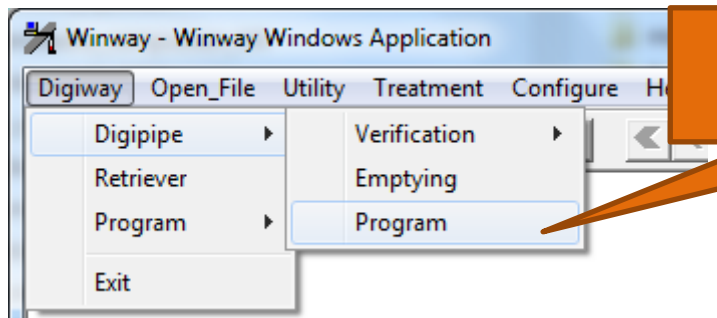 Winway - Winway Windows Application
Digiway Open_File Utility Treatment Configure
Digipipe Verification
Retriever Emptying
Program Program
Exit